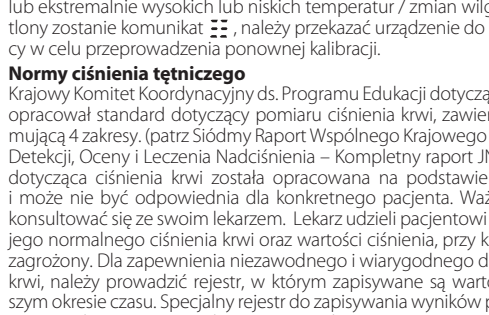 lub ekstremalnie wysokich lub niskich temperatur / zmian wilg
tlony zostanie komunikat , należy przekazać urządzenie do
cy w celu przeprowadzenia ponownej kalibracji.
Normy ciśnienia tętniczego
Krajowy Komitet Koordynacyjny ds. Programu Edukacji dotyczą
opracował standard dotyczący pomiaru ciśnienia krwi, zawier
mującą 4 zakresy. (patrz Siódmy Raport Wspólnego Krajowego
Detekcji, Oceny i Leczenia Nadciśnienia – Kompletny raport JN
dotycząca ciśnienia krwi została opracowana na podstawie
i może nie być odpowiednia dla konkretnego pacjenta. Waż
konsultować się ze swoim lekarzem. Lekarz udzieli pacjentowi
jego normalnego ciśnienia krwi oraz wartości ciśnienia, przy k
zagrożony. Dla zapewnienia niezawodnego i wiarygodnego d
krwi, należy prowadzić rejestr, w którym zapisywane są warto
szym okresie czasu. Specjalny rejestr do zapisywania wyników p